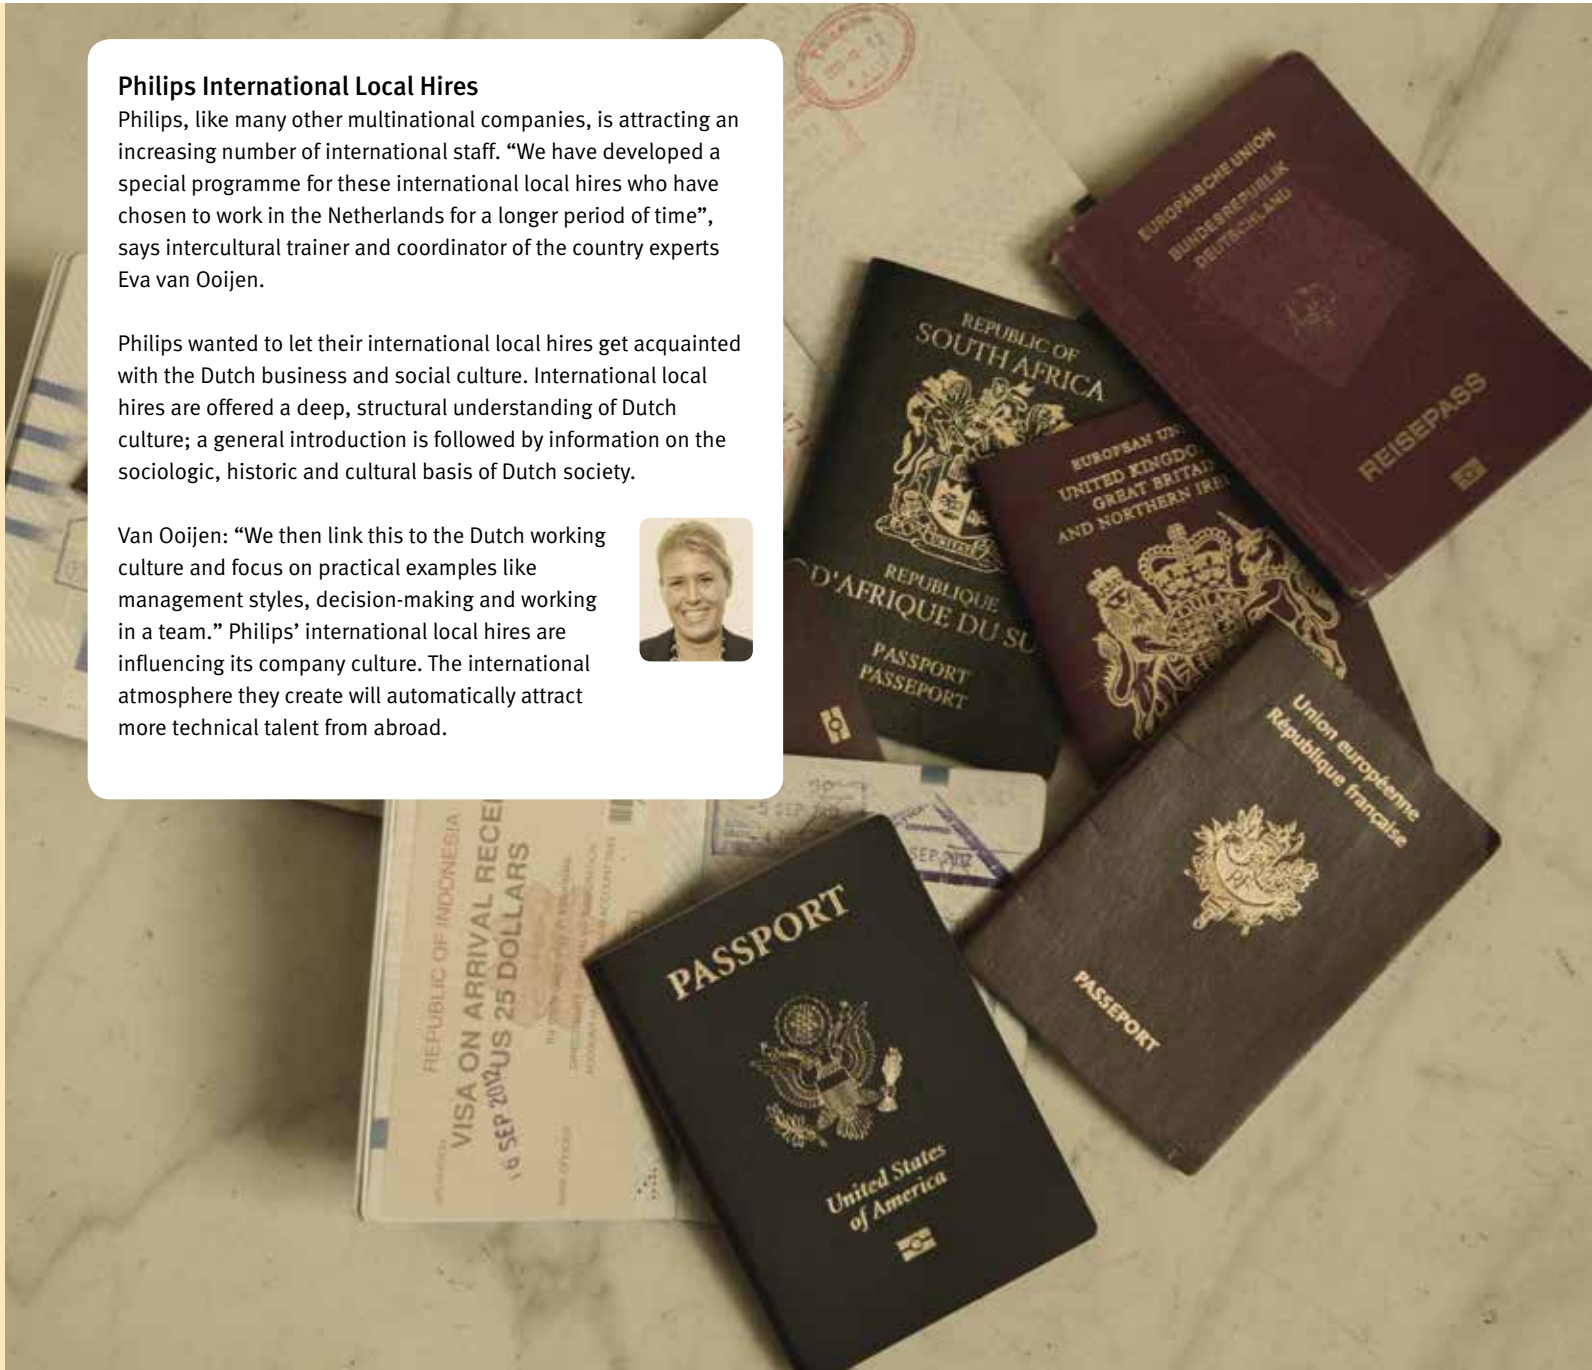 Philips International Local Hires
Philips, like many other multinational companies, is attracting an
increasing number of international staff. “We have developed a
special programme for these international local hires who have
chosen to work in the Netherlands for a longer period of time”,
says intercultural trainer and coordinator of the country experts
Eva van Ooijen.
Philips wanted to let their international local hires get acquainted
with the Dutch business and social culture. International local
hires are offered a deep, structural understanding of Dutch
culture; a general introduction is followed by information on the
sociologic, historic and cultural basis of Dutch society.
Van Ooijen: “We then link this to the Dutch working
culture and focus on practical examples like
management styles, decision-making and working
in a team.” Philips’ international local hires are
influencing its company culture. The international
atmosphere they create will automatically attract
more technical talent from abroad.
EUROPÄISCHE UNION
BUNDESREPUBLIK
DEUTSCHLAND
REISEPASS
REPUBLIC OF
SOUTH AFRICA
REPUBLIQUE
D'AFRIQUE DU
PASSPORT
PASSEPORT
EUROPEAN
UNITED
GREAT
AND NORTHERN
Union européenne
République française
PASSEPORT
REPUBLIC OF INDONESIA
VISA ON ARRIVAL
US 25 DOLLARS
SEP 2012
SEP 2012
PASSPORT
United States
of America